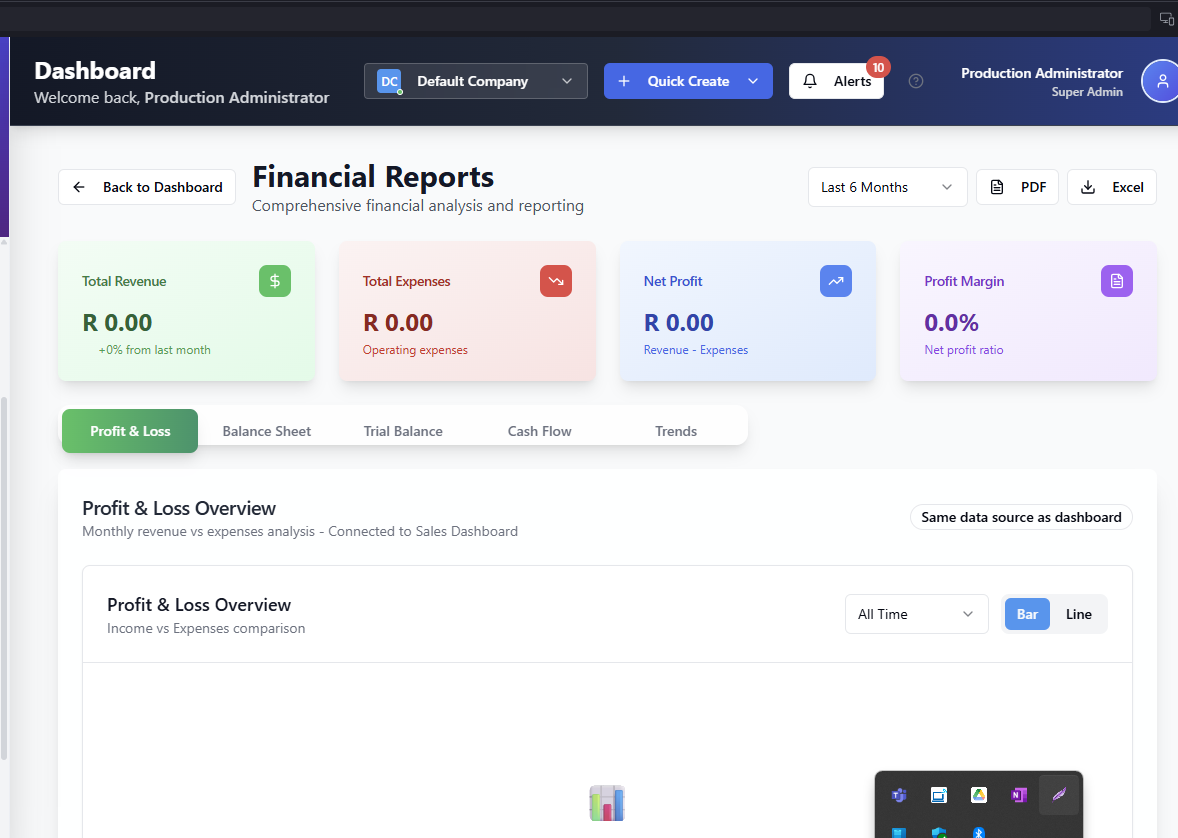 Dashboard
Welcome back, Production Administrator
DC Default Company
Quick Create
Alerts 10
Production Administrator
Super Admin
Back to Dashboard
Financial Reports
Comprehensive financial analysis and reporting
Last 6 Months
PDF
Excel
Total Revenue
$
R 0.00
+0% from last month
Total Expenses
R 0.00
Operating expenses
Net Profit
R 0.00
Revenue - Expenses
Profit Margin
0.0%
Net profit ratio
Profit & Loss
Balance Sheet
Trial Balance
Cash Flow
Trends
Profit & Loss Overview
Monthly revenue vs expenses analysis - Connected to Sales Dashboard
Same data source as dashboard
Profit & Loss Overview
Income vs Expenses comparison
All Time
Bar
Line